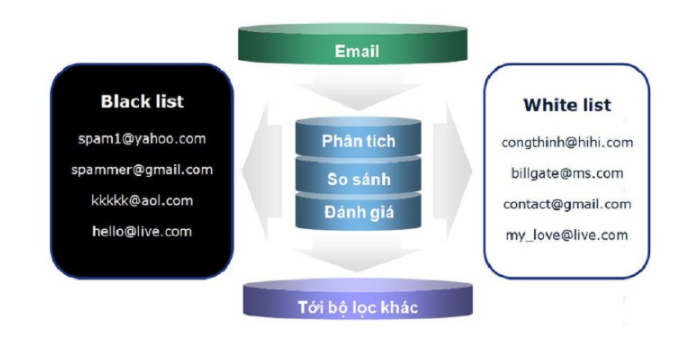 Email
Black list
spam1@yahoo.com
spammer@gmail.com
kkkkk@aol.com
hello@live.com
Phân tích
So sánh
Đánh giá
White list
congthinh@hihi.com
billgate@ms.com
contact@gmail.com
my_love@live.com
Tới bộ lọc khác